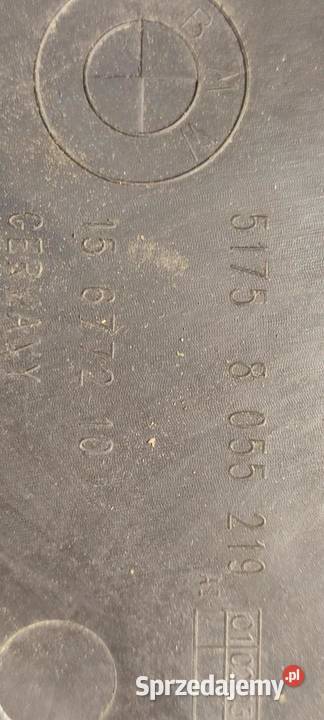 BMW
5175 8 055 219
15 6772 10
GERMANY
Sprzedajemy.pl